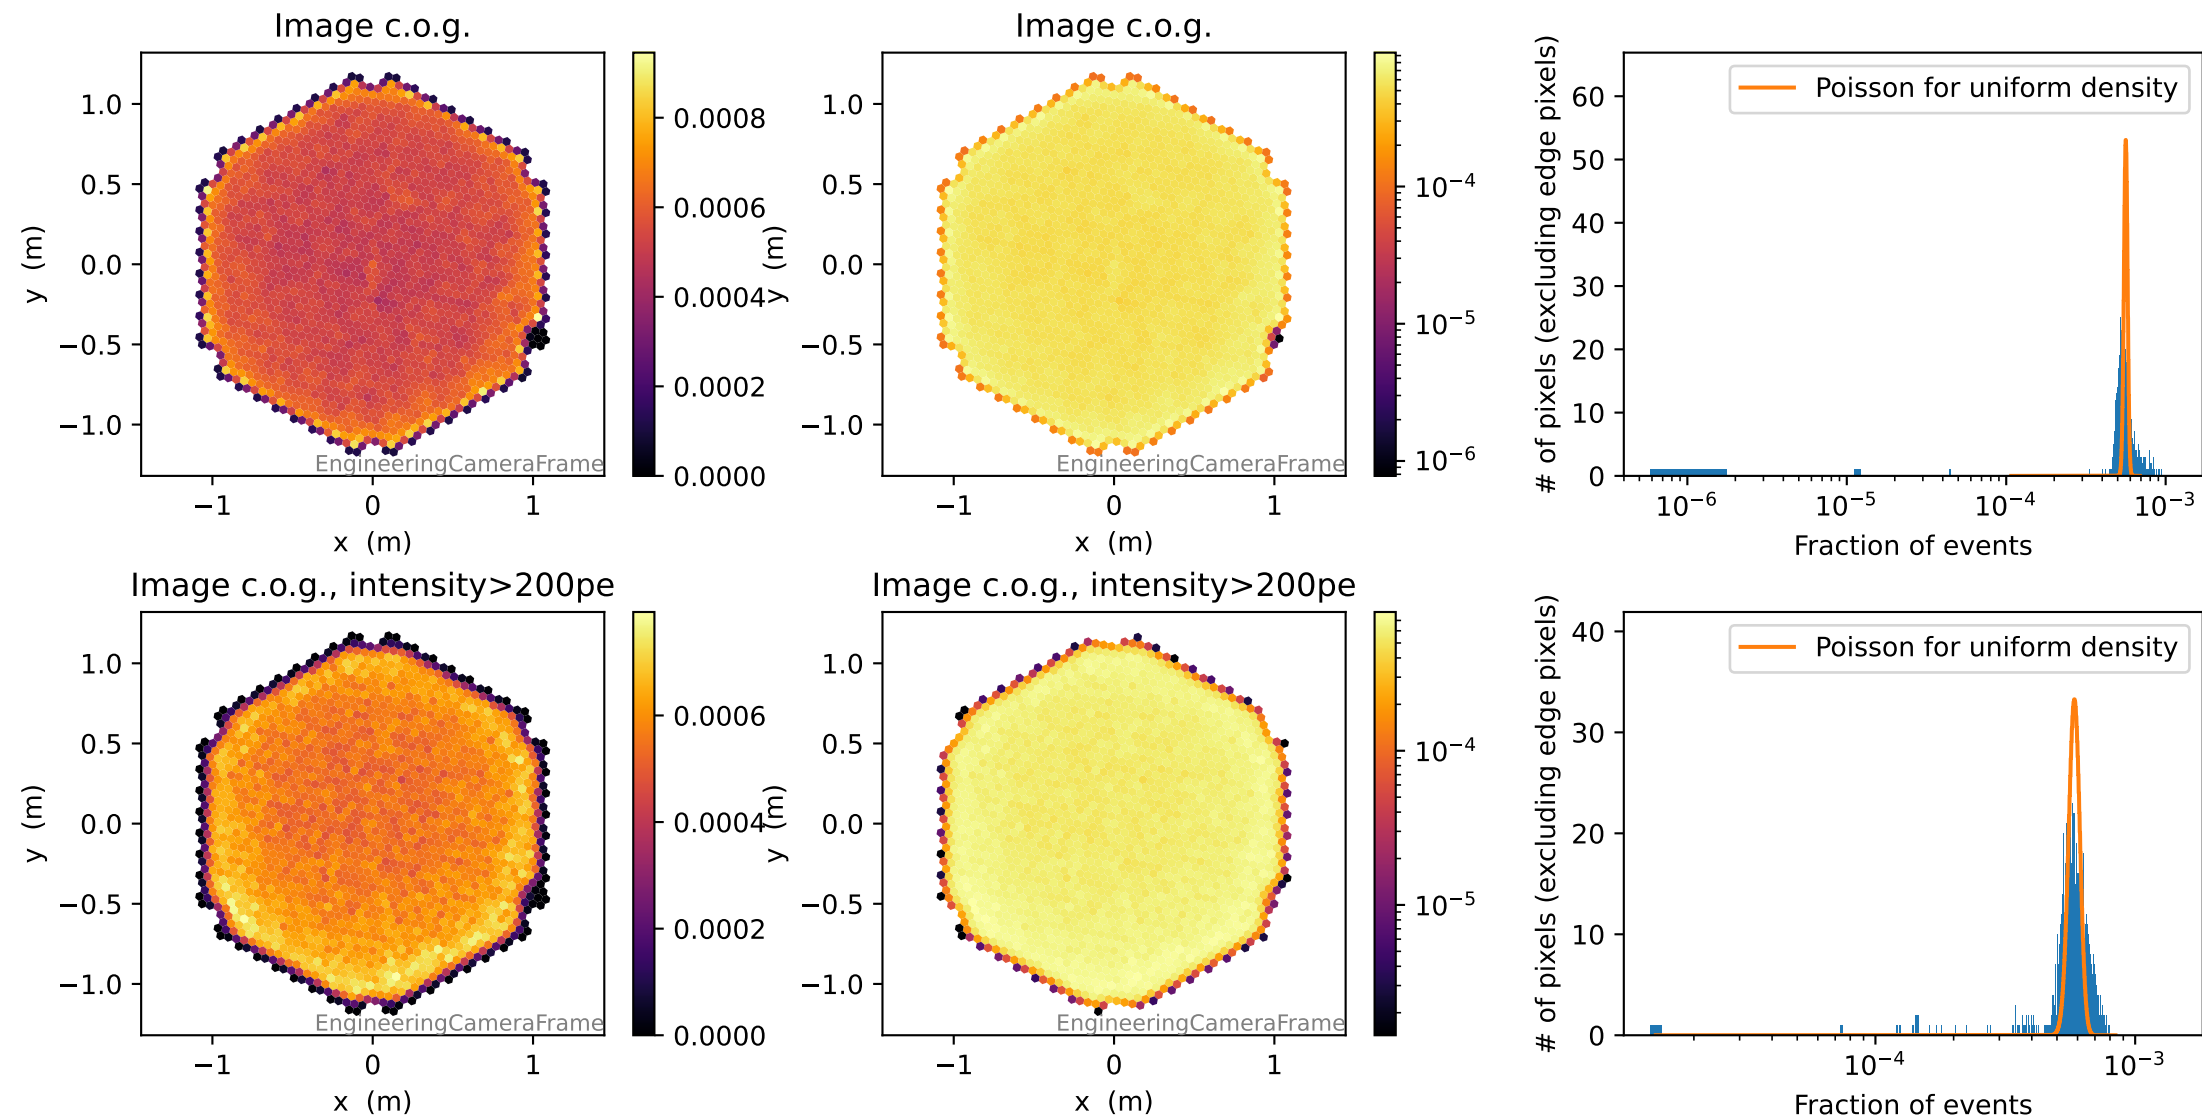 Image c.o.g.
1.0
0.5
0.0
−0.5
−1.0
y (m)
−1
0
1
x (m)
EngineeringCameraFrame
0.0008
0.0006
0.0004
0.0002
0.0000
Image c.o.g.
1.0
0.5
0.0
−0.5
−1.0
y (m)
−1
0
1
x (m)
EngineeringCameraFrame
10⁻⁴
10⁻⁵
10⁻⁶
Poisson for uniform density
# of pixels (excluding edge pixels)
60
50
40
30
20
10
0
10⁻⁶
10⁻⁵
10⁻⁴
10⁻³
Fraction of events
Image c.o.g., intensity>200pe
1.0
0.5
0.0
−0.5
−1.0
y (m)
−1
0
1
x (m)
EngineeringCameraFrame
0.0006
0.0004
0.0002
0.0000
Image c.o.g., intensity>200pe
1.0
0.5
0.0
−0.5
−1.0
y (m)
−1
0
1
x (m)
EngineeringCameraFrame
10⁻⁴
10⁻⁵
Poisson for uniform density
# of pixels (excluding edge pixels)
40
30
20
10
0
10⁻⁴
10⁻³
Fraction of events